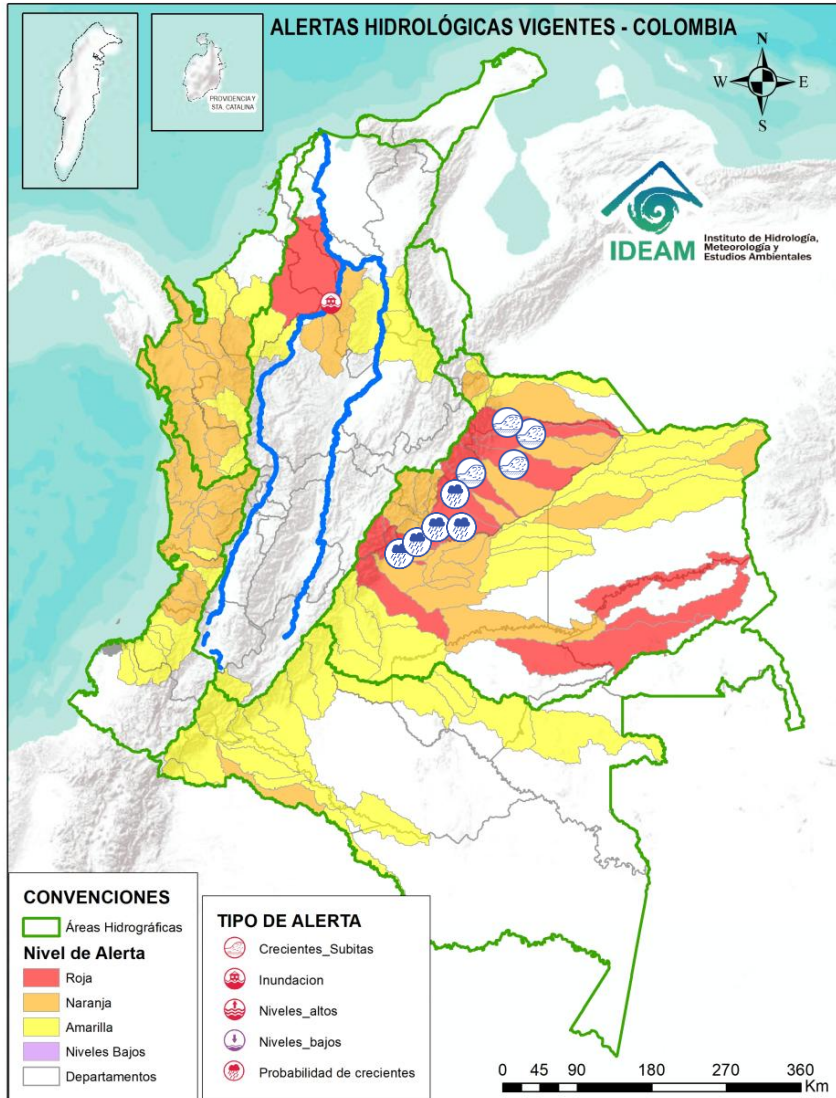 ALERTAS HIDROLÓGICAS VIGENTES - COLOMBIA
PROVIDENCIA Y
STA. CATALINA
N
W
E
S
IDEAM
Instituto de Hidrología,
Meteorología y
Estudios Ambientales
CONVENCIONES
Áreas Hidrográficas
Nivel de Alerta
Roja
Naranja
Amarilla
Niveles Bajos
Departamentos
TIPO DE ALERTA
Crecientes_Subitas
Inundacion
Niveles_altos
Niveles_bajos
Probabilidad de crecientes
0 45 90 180 270 360
Km